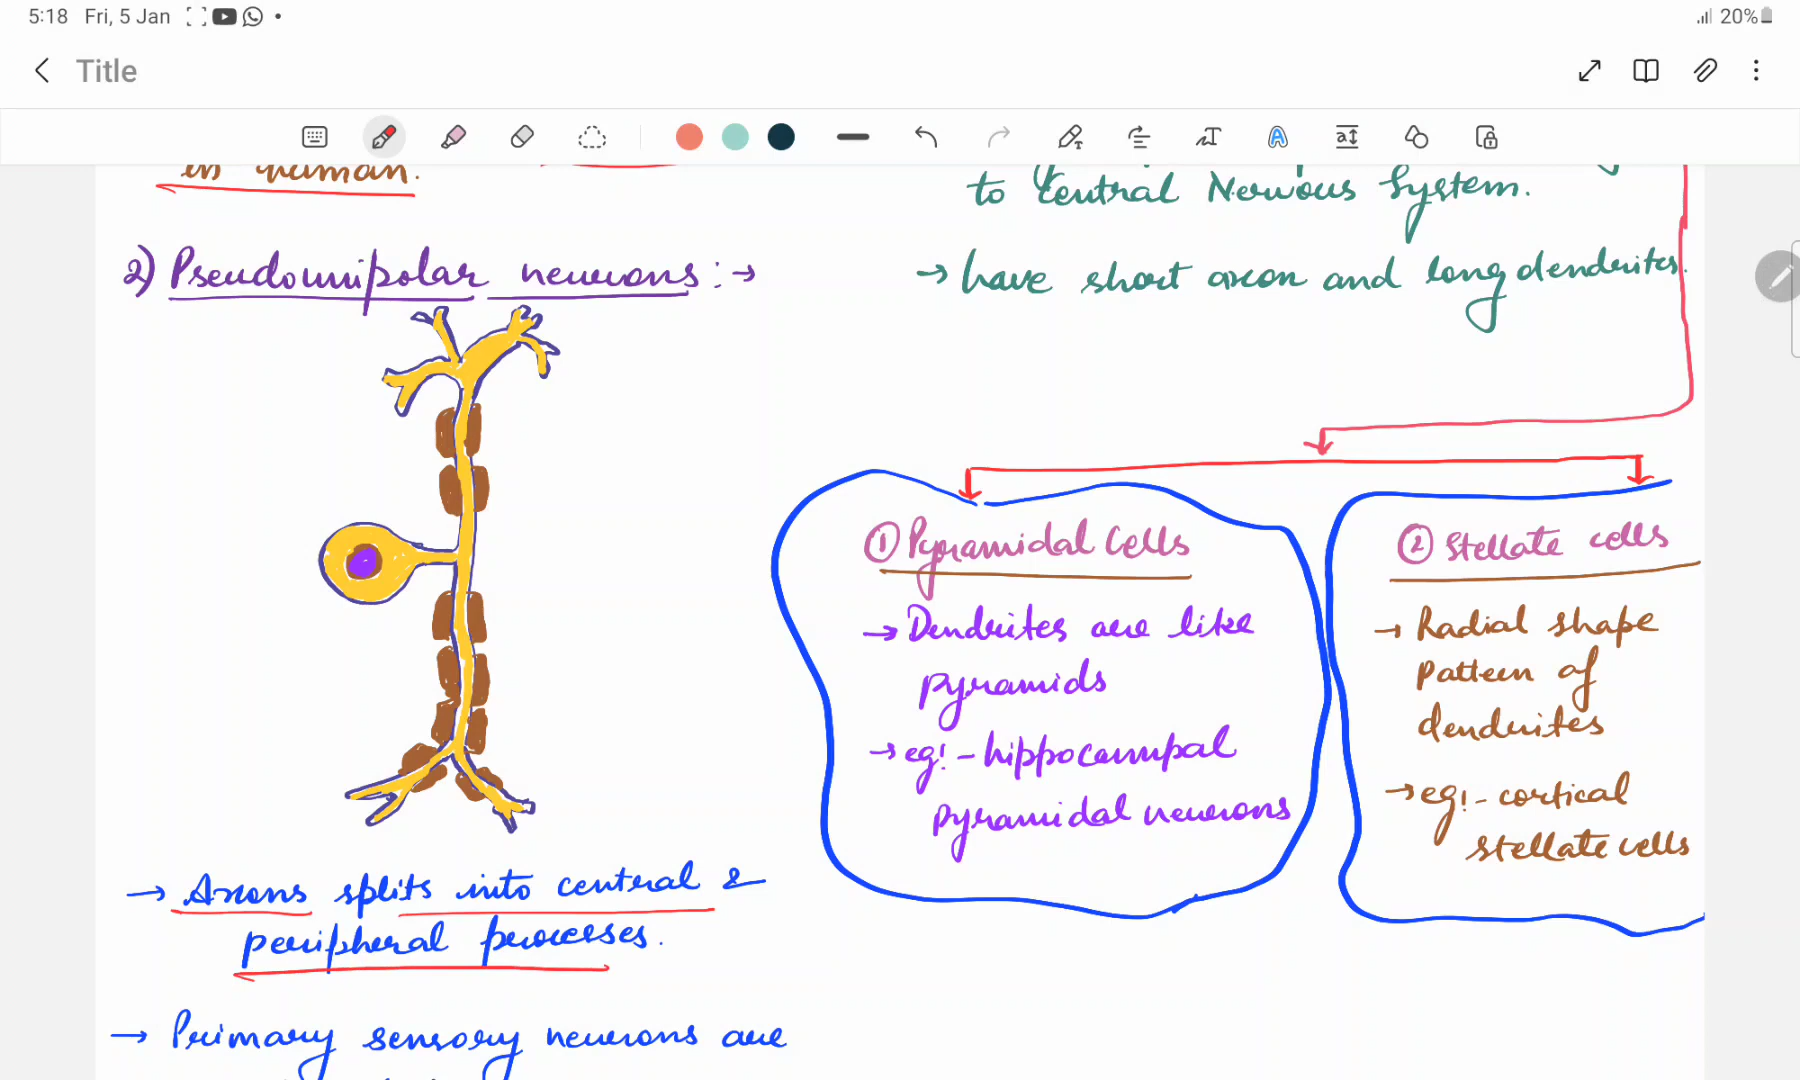 5:18 Fri, 5 Jan
20%
Title
in human.
2) Pseudounipolar neurons :→
→ Axons splits into central &
peripheral processes.
→ Primary sensory neurons are
to Central Nervous System.
→ have short axon and long dendrites.
① Pyramidal Cells
→ Dendrites are like
pyramids
→ eg:- hippocampal
pyramidal neurons
② Stellate cells
→ Radial shape
pattern of
dendrites
→ eg:- cortical
stellate cells